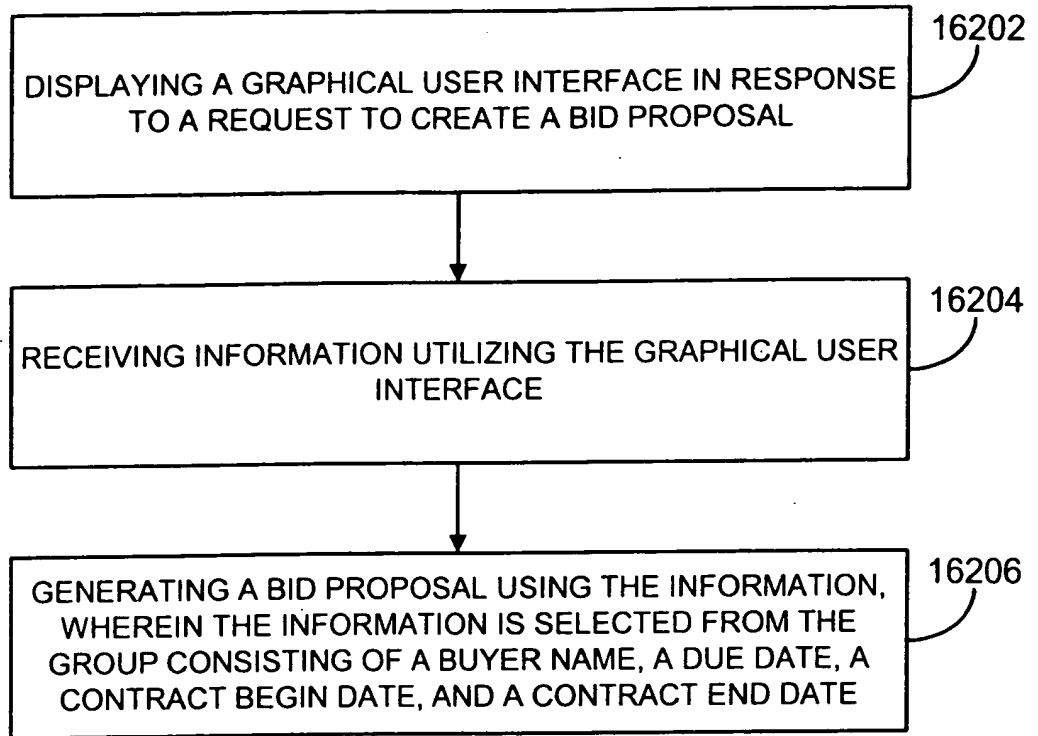 16202
DISPLAYING A GRAPHICAL USER INTERFACE IN RESPONSE
TO A REQUEST TO CREATE A BID PROPOSAL
16204
RECEIVING INFORMATION UTILIZING THE GRAPHICAL USER
INTERFACE
16206
GENERATING A BID PROPOSAL USING THE INFORMATION,
WHEREIN THE INFORMATION IS SELECTED FROM THE
GROUP CONSISTING OF A BUYER NAME, A DUE DATE, A
CONTRACT BEGIN DATE, AND A CONTRACT END DATE